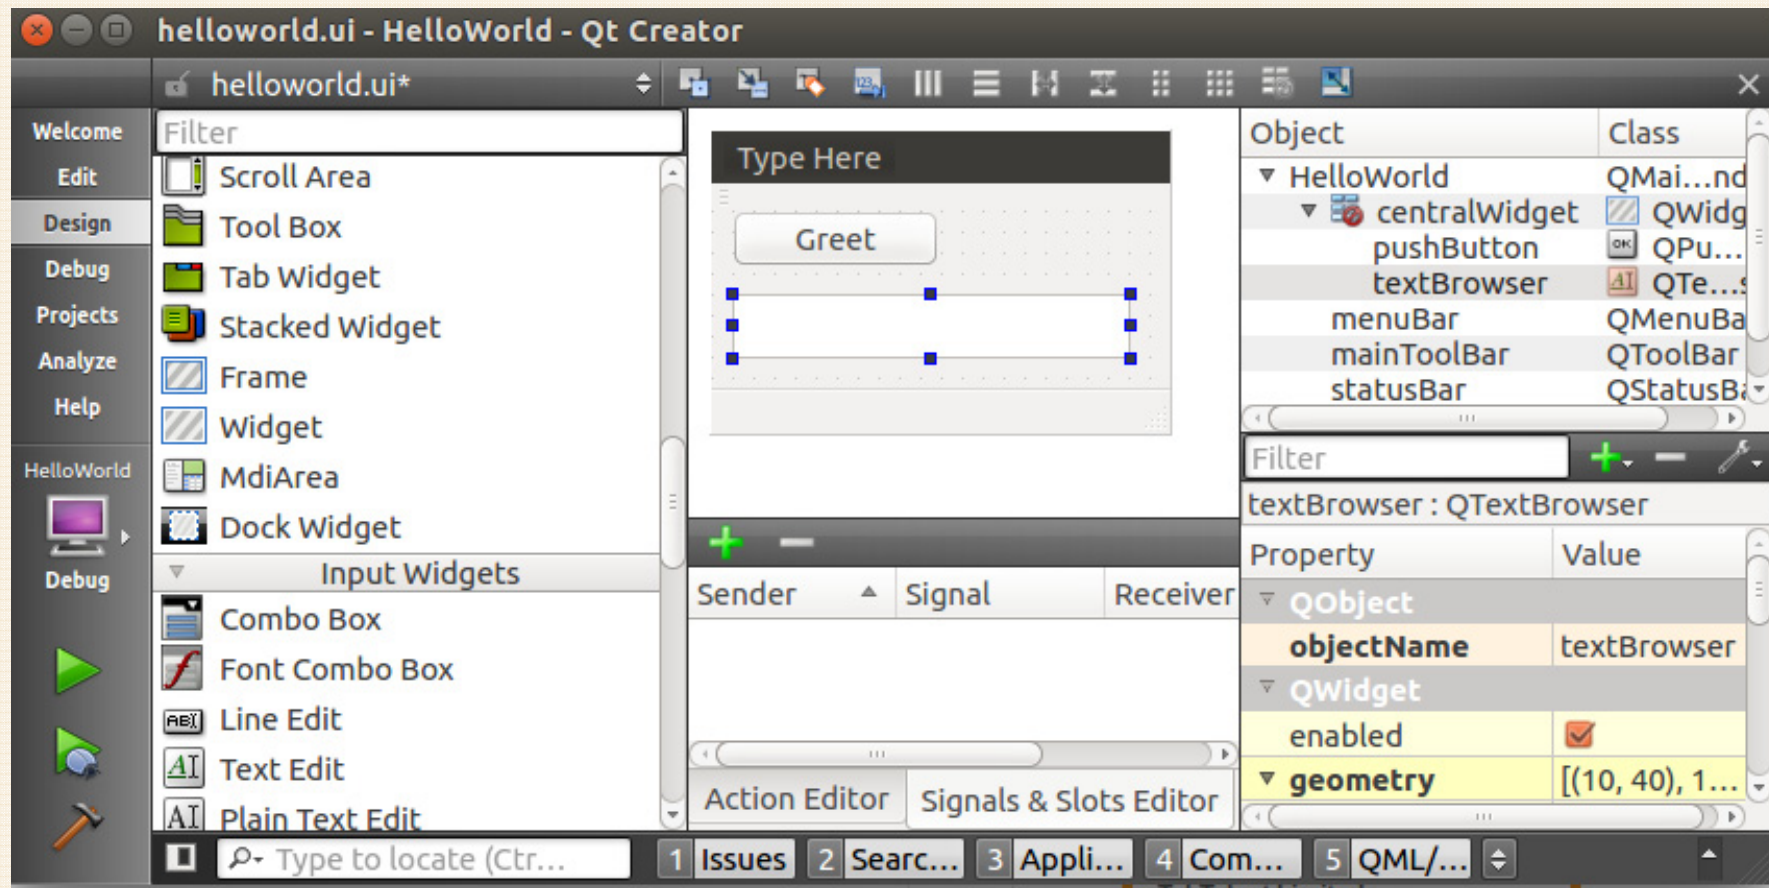 helloworld.ui - HelloWorld - Qt Creator
helloworld.ui*
Welcome
Edit
Design
Debug
Projects
Analyze
Help
HelloWorld
Debug
Filter
Scroll Area
Tool Box
Tab Widget
Stacked Widget
Frame
Widget
MdiArea
Dock Widget
Input Widgets
Combo Box
Font Combo Box
Line Edit
Text Edit
Plain Text Edit
Type Here
Greet
Sender Signal Receiver
Action Editor Signals & Slots Editor
Object Class
HelloWorld QMai...nd
centralWidget QWidg
pushButton QPu...
textBrowser QTe...s
menuBar QMenuBa
mainToolBar QToolBar
statusBar QStatusBa
Filter
textBrowser : QTextBrowser
Property Value
QObject
objectName textBrowser
QWidget
enabled
geometry [(10, 40), 1...
Type to locate (Ctr... 1 Issues 2 Searc... 3 Appli... 4 Com... 5 QML/...